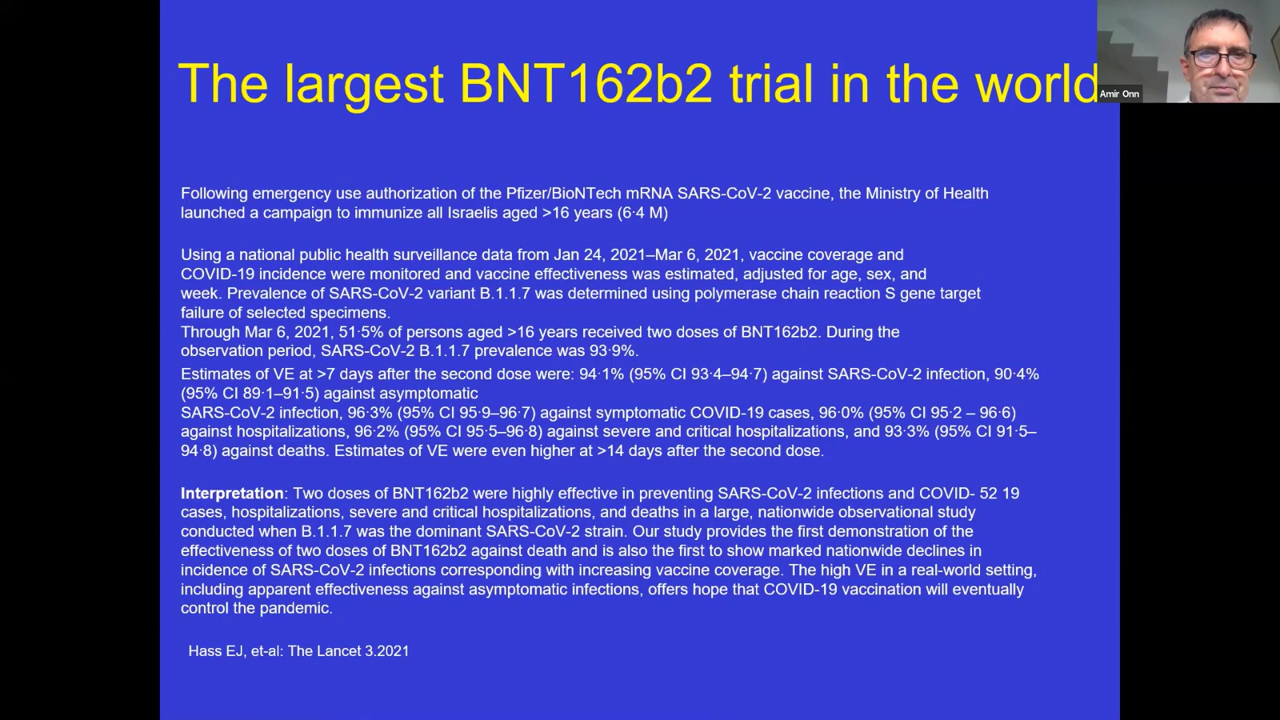 The largest BNT162b2 trial in the world
Amir Onn
Following emergency use authorization of the Pfizer/BioNTech mRNA SARS-CoV-2 vaccine, the Ministry of Health
launched a campaign to immunize all Israelis aged >16 years (6·4 M)
Using a national public health surveillance data from Jan 24, 2021–Mar 6, 2021, vaccine coverage and
COVID-19 incidence were monitored and vaccine effectiveness was estimated, adjusted for age, sex, and
week. Prevalence of SARS-CoV-2 variant B.1.1.7 was determined using polymerase chain reaction S gene target
failure of selected specimens.
Through Mar 6, 2021, 51·5% of persons aged >16 years received two doses of BNT162b2. During the
observation period, SARS-CoV-2 B.1.1.7 prevalence was 93·9%.
Estimates of VE at >7 days after the second dose were: 94·1% (95% CI 93·4–94·7) against SARS-CoV-2 infection, 90·4%
(95% CI 89·1–91·5) against asymptomatic
SARS-CoV-2 infection, 96·3% (95% CI 95·9–96·7) against symptomatic COVID-19 cases, 96·0% (95% CI 95·2 – 96·6)
against hospitalizations, 96·2% (95% CI 95·5–96·8) against severe and critical hospitalizations, and 93·3% (95% CI 91·5–
94·8) against deaths. Estimates of VE were even higher at >14 days after the second dose.
Interpretation: Two doses of BNT162b2 were highly effective in preventing SARS-CoV-2 infections and COVID- 52 19
cases, hospitalizations, severe and critical hospitalizations, and deaths in a large, nationwide observational study
conducted when B.1.1.7 was the dominant SARS-CoV-2 strain. Our study provides the first demonstration of the
effectiveness of two doses of BNT162b2 against death and is also the first to show marked nationwide declines in
incidence of SARS-CoV-2 infections corresponding with increasing vaccine coverage. The high VE in a real-world setting,
including apparent effectiveness against asymptomatic infections, offers hope that COVID-19 vaccination will eventually
control the pandemic.
Hass EJ, et-al: The Lancet 3.2021